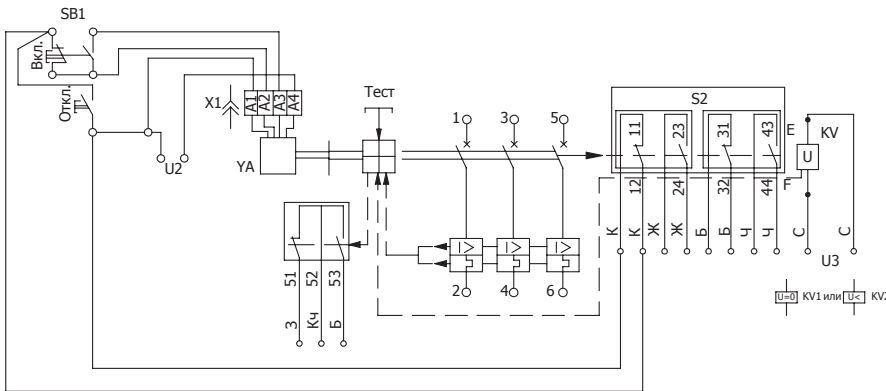 SB1
Вкл.
Откл.
X1
A1 A2 A3 A4
U2
YA
Тест
1 3 5
S2
11 23 31 43
E KV
U
F
12 24 32 44
К К Ж Ж Б Б Ч Ч С С
U3
51 52 53
З Кч Б
I> I> I>
2 4 6
U=0 KV1 или U< KV2